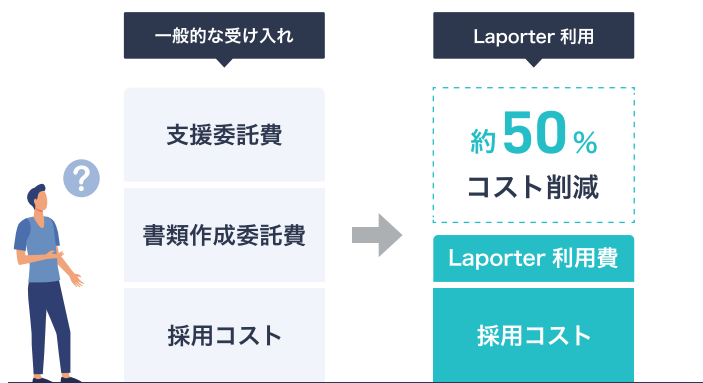 一般的な受け入れ
支援委託費
書類作成委託費
採用コスト
?
Laporter 利用
約50%
コスト削減
Laporter 利用費
採用コスト